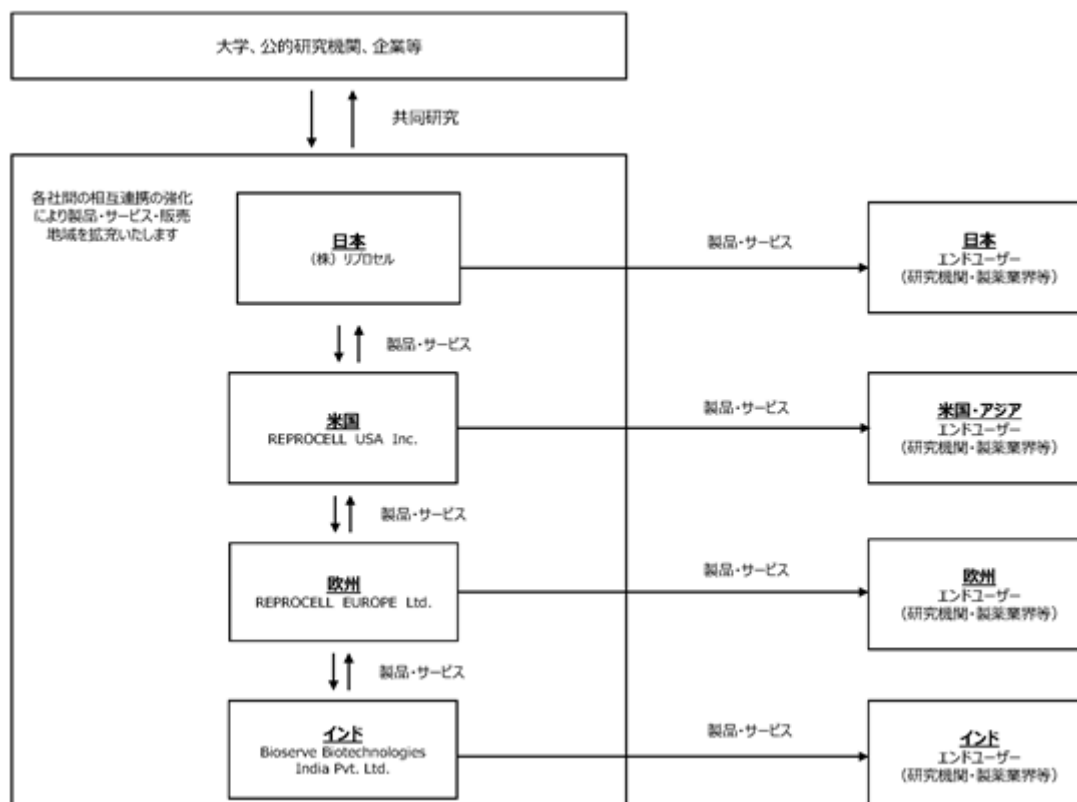 大学、公的研究機関、企業等
共同研究
各社間の相互連携の強化
により製品・サービス・販売
地域を拡充いたします
日本
（株）リプロセル
製品・サービス
日本
エンドユーザー
（研究機関・製薬業界等）
製品・サービス
米国
REPROCELL USA Inc.
製品・サービス
米国・アジア
エンドユーザー
（研究機関・製薬業界等）
製品・サービス
欧州
REPROCELL EUROPE Ltd.
製品・サービス
欧州
エンドユーザー
（研究機関・製薬業界等）
製品・サービス
インド
Bioserve Biotechnologies
India Pvt. Ltd.
製品・サービス
インド
エンドユーザー
（研究機関・製薬業界等）